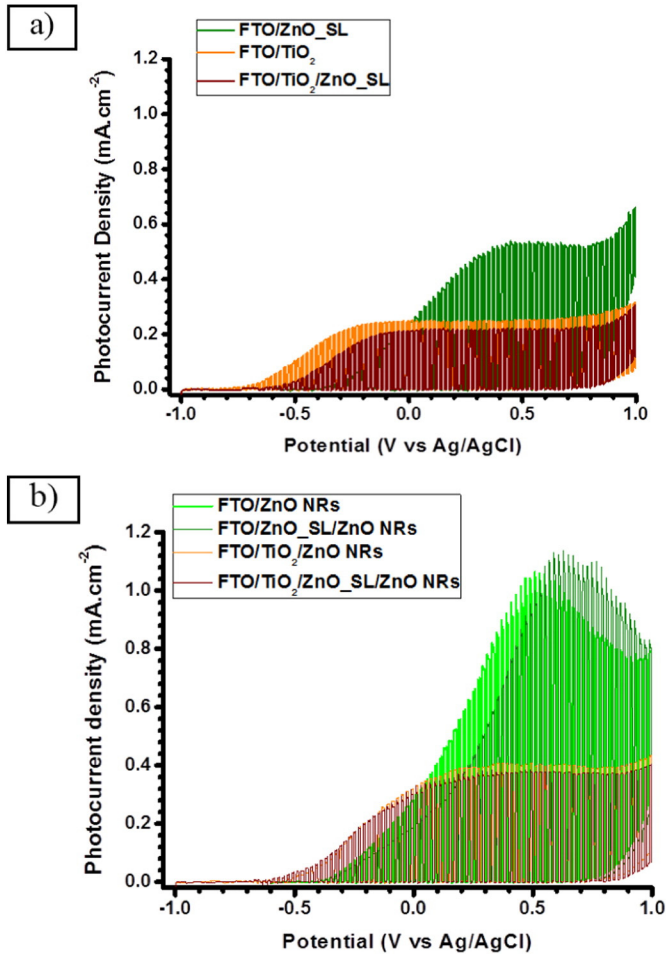 a)
FTO/ZnO_SL
FTO/TiO₂
FTO/TiO₂/ZnO_SL
1.2
1.0
0.8
0.6
0.4
0.2
0.0
Photocurrent Density (mA.cm⁻²)
-1.0 -0.5 0.0 0.5 1.0
Potential (V vs Ag/AgCl)
b)
FTO/ZnO NRs
FTO/ZnO_SL/ZnO NRs
FTO/TiO₂/ZnO NRs
FTO/TiO₂/ZnO_SL/ZnO NRs
1.2
1.0
0.8
0.6
0.4
0.2
0.0
Photocurrent density (mA.cm⁻²)
-1.0 -0.5 0.0 0.5 1.0
Potential (V vs Ag/AgCl)